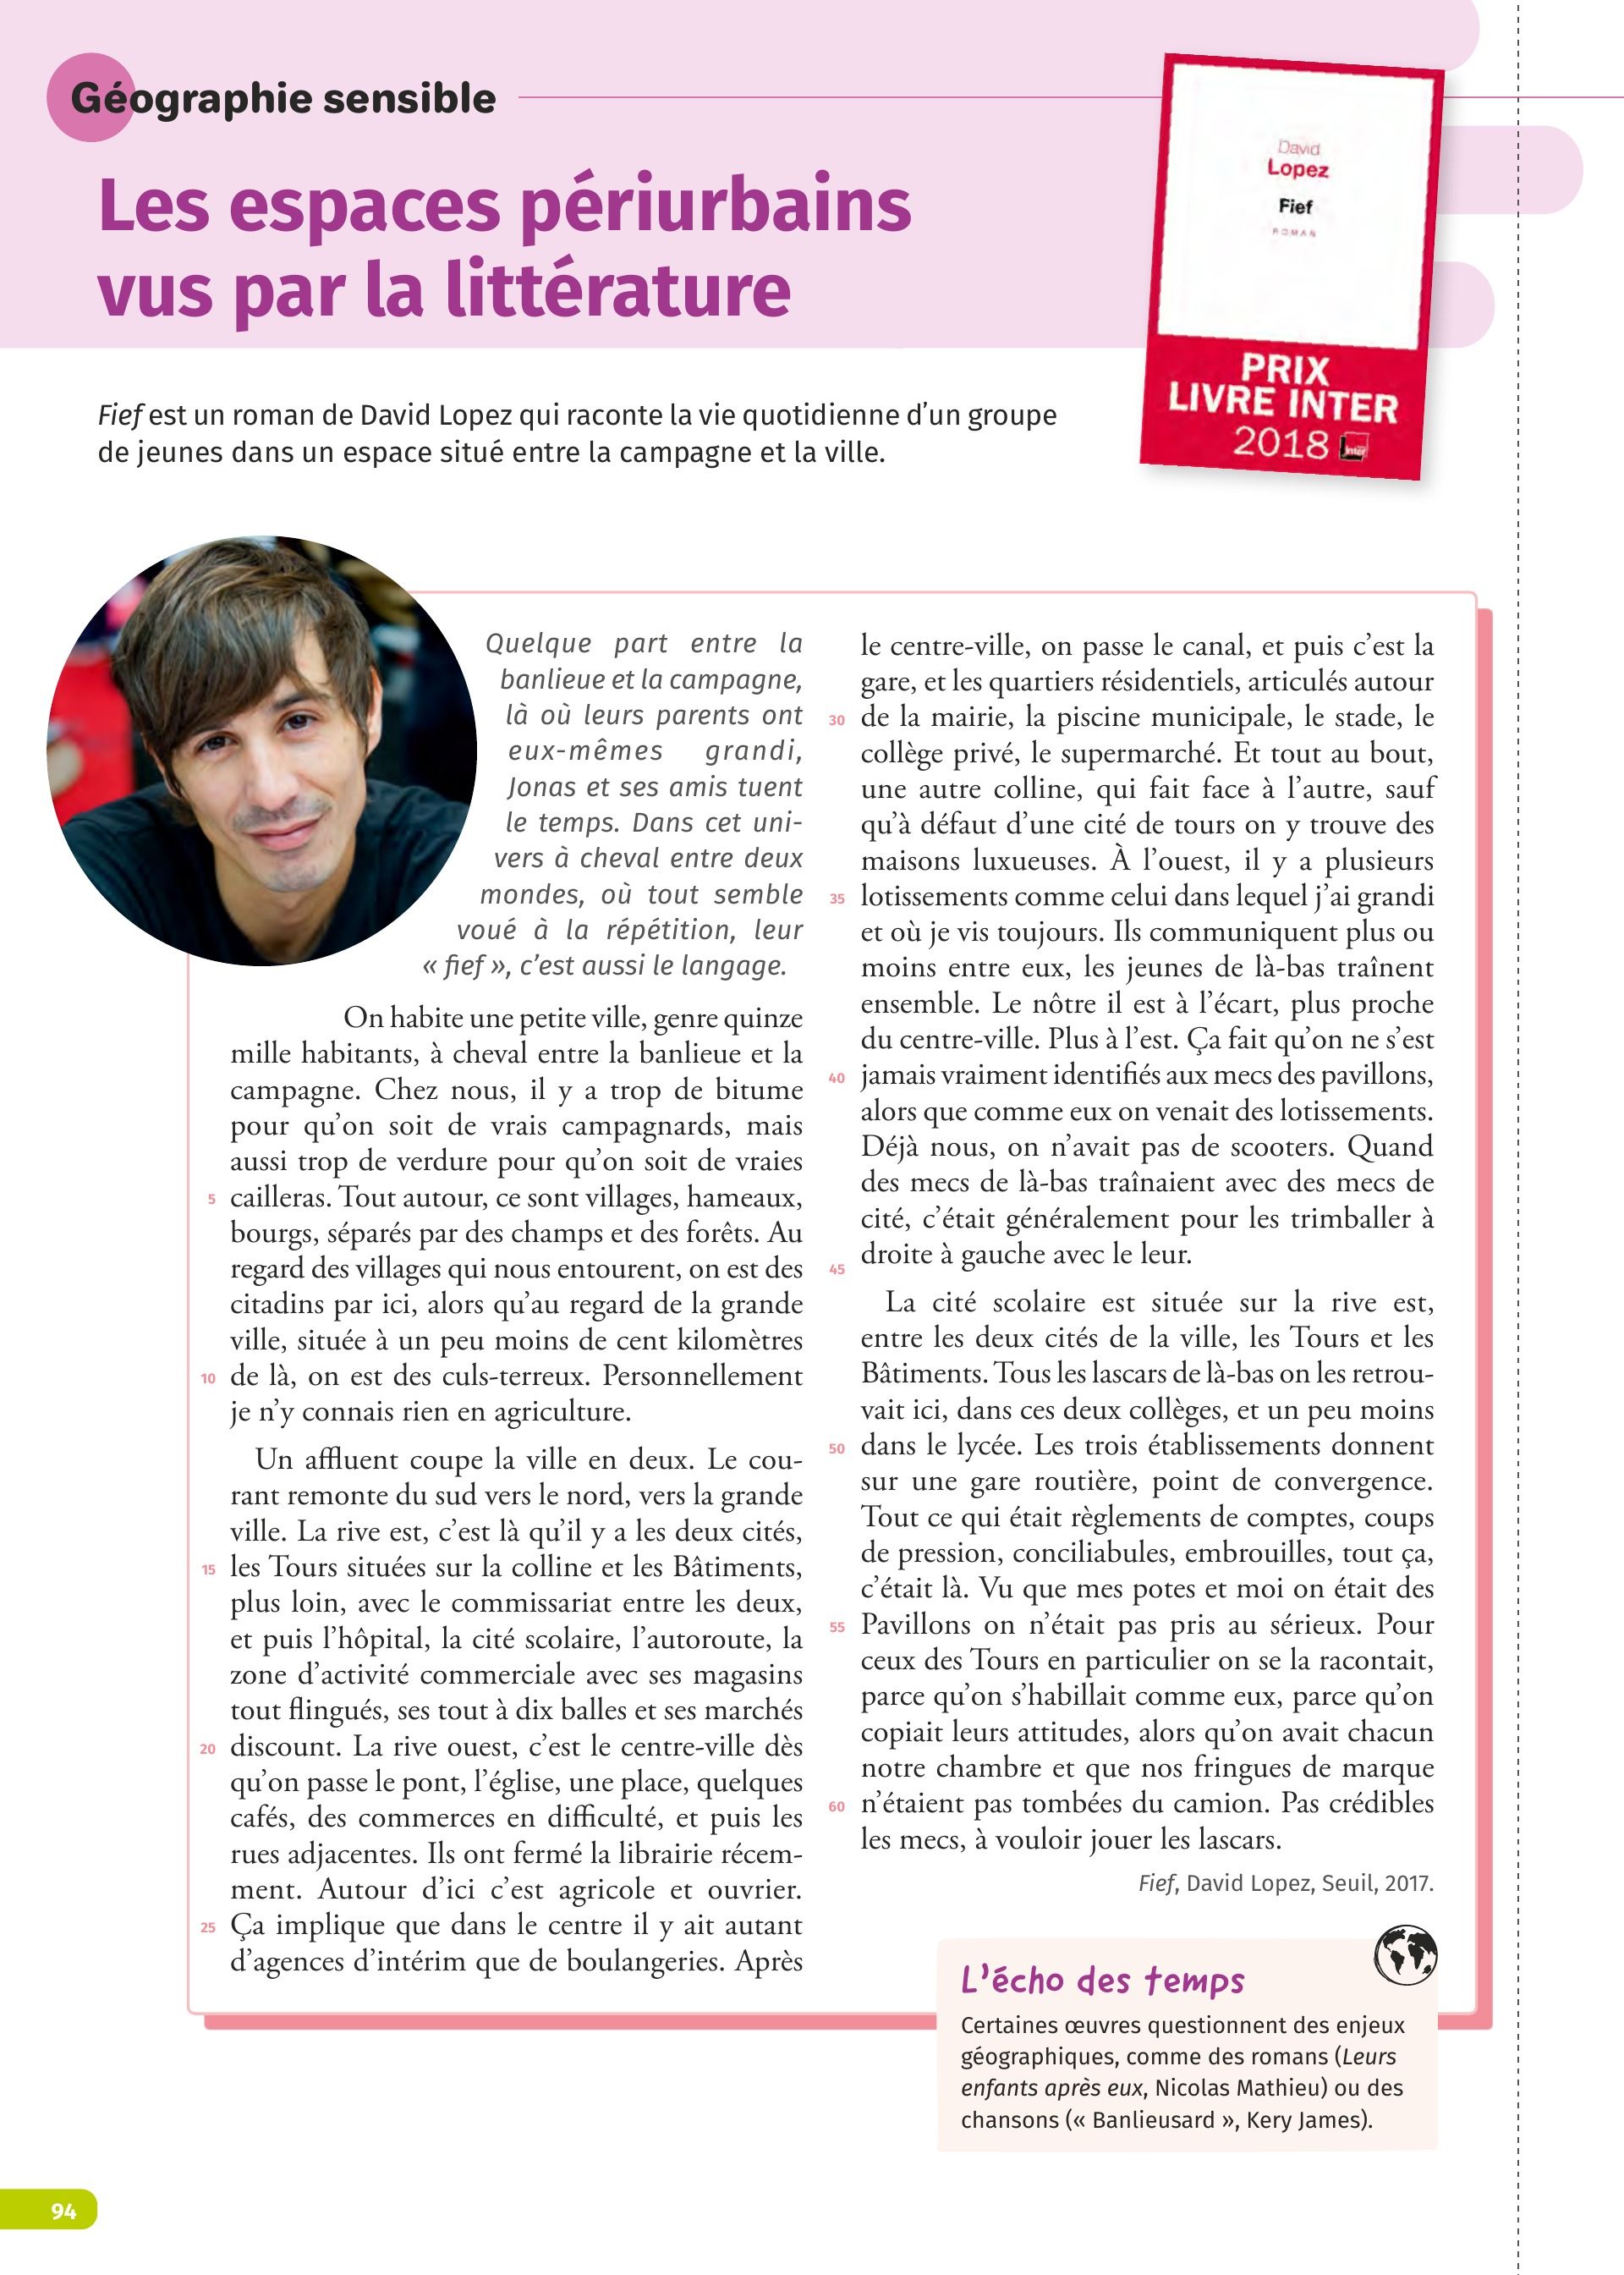 Géographie sensible
Les espaces périurbains
vus par la littérature
David
Lopez
Fief
ROMAN
PRIX
LIVRE INTER
2018
inter
Fief est un roman de David Lopez qui raconte la vie quotidienne d’un groupe
de jeunes dans un espace situé entre la campagne et la ville.
Quelque part entre la
banlieue et la campagne,
là où leurs parents ont
eux-mêmes grandi,
Jonas et ses amis tuent
le temps. Dans cet uni-
vers à cheval entre deux
mondes, où tout semble
voué à la répétition, leur
« fief », c’est aussi le langage.
On habite une petite ville, genre quinze
mille habitants, à cheval entre la banlieue et la
campagne. Chez nous, il y a trop de bitume
pour qu’on soit de vrais campagnards, mais
aussi trop de verdure pour qu’on soit de vraies
5 cailleras. Tout autour, ce sont villages, hameaux,
bourgs, séparés par des champs et des forêts. Au
regard des villages qui nous entourent, on est des
citadins par ici, alors qu’au regard de la grande
ville, située à un peu moins de cent kilomètres
10 de là, on est des culs-terreux. Personnellement
je n’y connais rien en agriculture.
Un affluent coupe la ville en deux. Le cou-
rant remonte du sud vers le nord, vers la grande
ville. La rive est, c’est là qu’il y a les deux cités,
15 les Tours situées sur la colline et les Bâtiments,
plus loin, avec le commissariat entre les deux,
et puis l’hôpital, la cité scolaire, l’autoroute, la
zone d’activité commerciale avec ses magasins
tout flingués, ses tout à dix balles et ses marchés
20 discount. La rive ouest, c’est le centre-ville dès
qu’on passe le pont, l’église, une place, quelques
cafés, des commerces en difficulté, et puis les
rues adjacentes. Ils ont fermé la librairie récem-
ment. Autour d’ici c’est agricole et ouvrier.
25 Ça implique que dans le centre il y ait autant
d’agences d’intérim que de boulangeries. Après
le centre-ville, on passe le canal, et puis c’est la
gare, et les quartiers résidentiels, articulés autour
30 de la mairie, la piscine municipale, le stade, le
collège privé, le supermarché. Et tout au bout,
une autre colline, qui fait face à l’autre, sauf
qu’à défaut d’une cité de tours on y trouve des
maisons luxueuses. À l’ouest, il y a plusieurs
35 lotissements comme celui dans lequel j’ai grandi
et où je vis toujours. Ils communiquent plus ou
moins entre eux, les jeunes de là-bas traînent
ensemble. Le nôtre il est à l’écart, plus proche
du centre-ville. Plus à l’est. Ça fait qu’on ne s’est
40 jamais vraiment identifiés aux mecs des pavillons,
alors que comme eux on venait des lotissements.
Déjà nous, on n’avait pas de scooters. Quand
des mecs de là-bas traînaient avec des mecs de
cité, c’était généralement pour les trimballer à
45 droite à gauche avec le leur.
La cité scolaire est située sur la rive est,
entre les deux cités de la ville, les Tours et les
Bâtiments. Tous les lascars de là-bas on les retrou-
vait ici, dans ces deux collèges, et un peu moins
50 dans le lycée. Les trois établissements donnent
sur une gare routière, point de convergence.
Tout ce qui était règlements de comptes, coups
de pression, conciliabules, embrouilles, tout ça,
c’était là. Vu que mes potes et moi on était des
55 Pavillons on n’était pas pris au sérieux. Pour
ceux des Tours en particulier on se la racontait,
parce qu’on s’habillait comme eux, parce qu’on
copiait leurs attitudes, alors qu’on avait chacun
notre chambre et que nos fringues de marque
60 n’étaient pas tombées du camion. Pas crédibles
les mecs, à vouloir jouer les lascars.
Fief, David Lopez, Seuil, 2017.
L’écho des temps
Certaines œuvres questionnent des enjeux
géographiques, comme des romans (Leurs
enfants après eux, Nicolas Mathieu) ou des
chansons (« Banlieusard », Kery James).
94